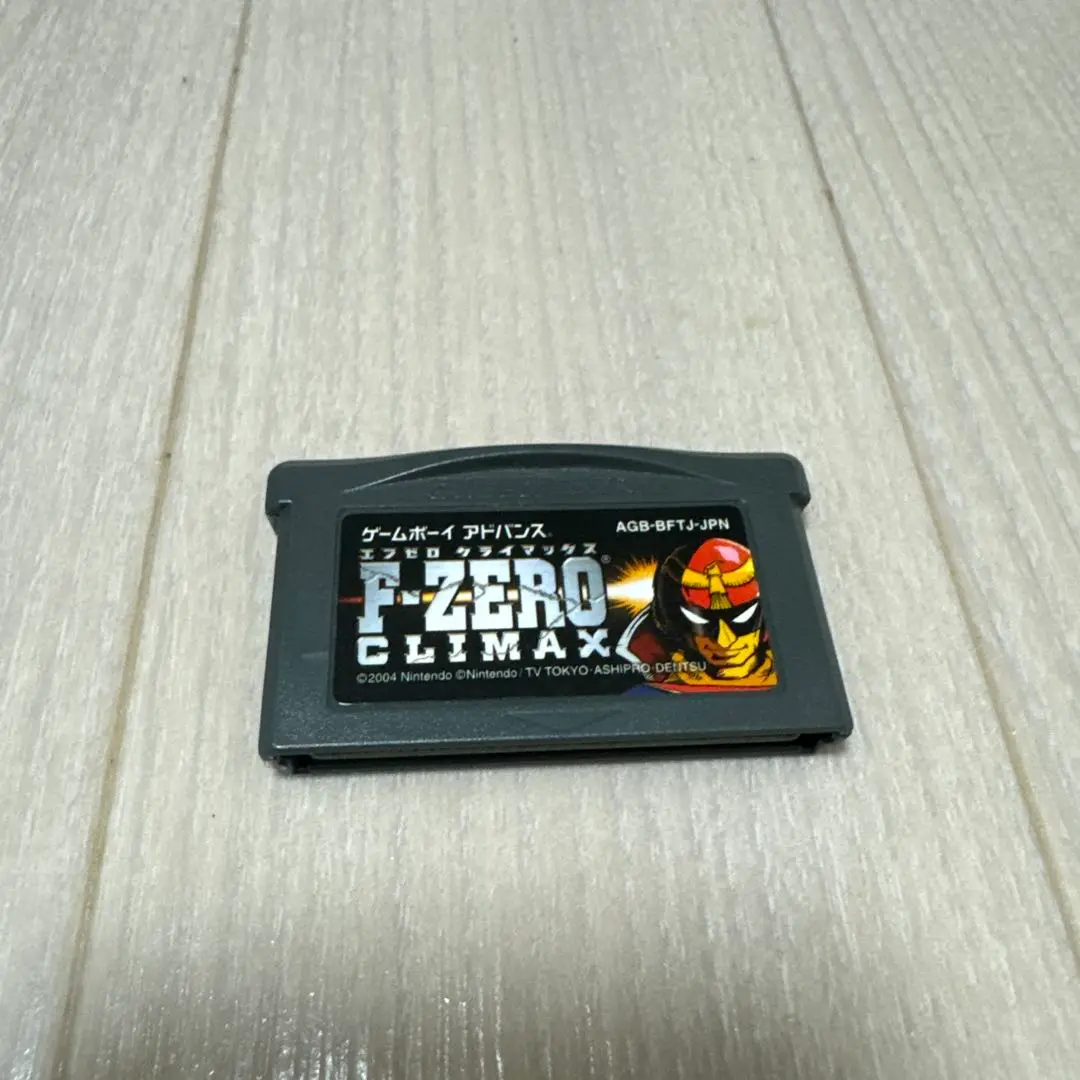 ゲームボーイ アドバンス®
AGB-BFTJ-JPN
エフゼロ クライマックス
F-ZERO®
CLIMAX
©2004 Nintendo ©Nintendo/TV TOKYO·ASHIPRO·DENTSU